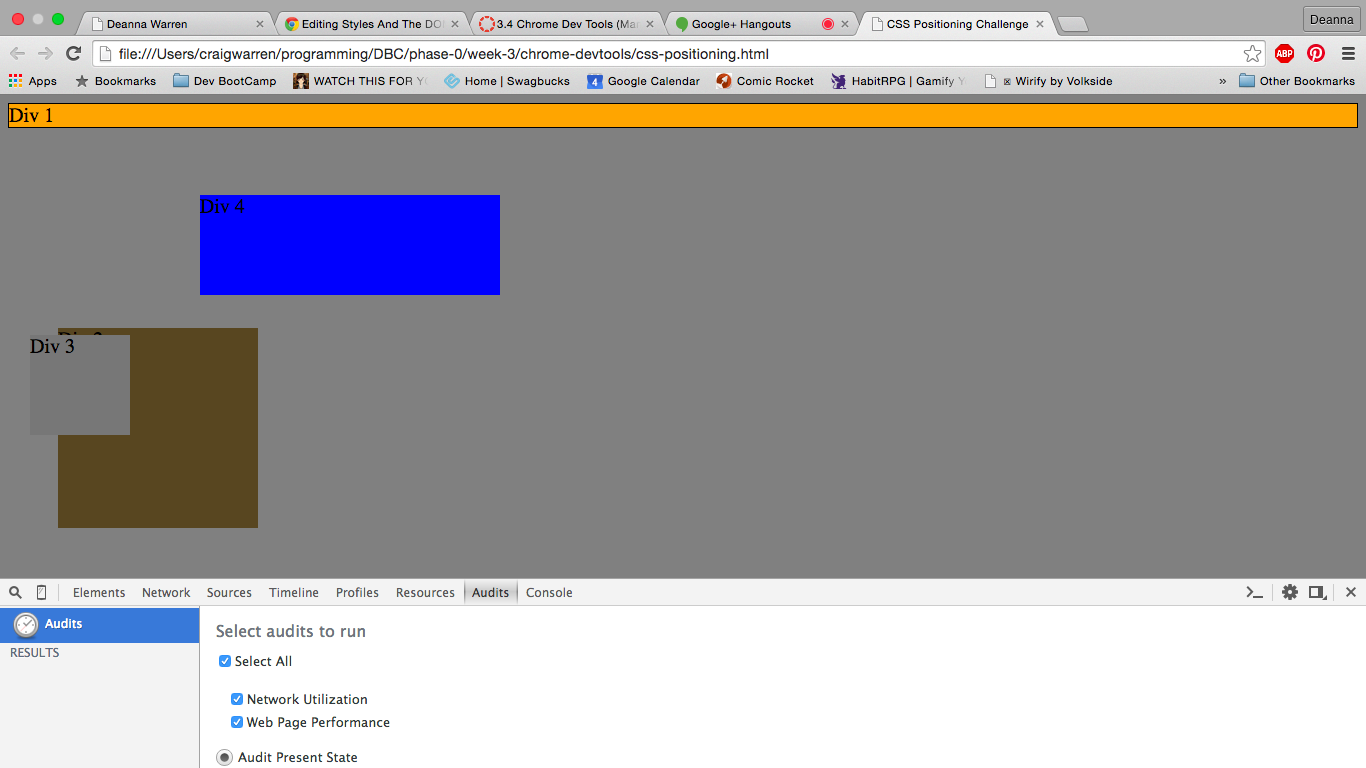 Deanna Warren Editing Styles And The DO 3.4 Chrome Dev Tools (Ma Google+ Hangouts CSS Positioning Challenge Deanna
file:///Users/craigwarren/programming/DBC/phase-0/week-3/chrome-devtools/css-positioning.html ABP
Apps Bookmarks Dev BootCamp WATCH THIS FOR YO Home | Swagbucks 4 Google Calendar Comic Rocket HabitRPG | Gamify Y Wirify by Volkside » Other Bookmarks
Div 1
Div 4
Div 3
Elements Network Sources Timeline Profiles Resources Audits Console
Audits
RESULTS
Select audits to run
Select All
Network Utilization
Web Page Performance
Audit Present State